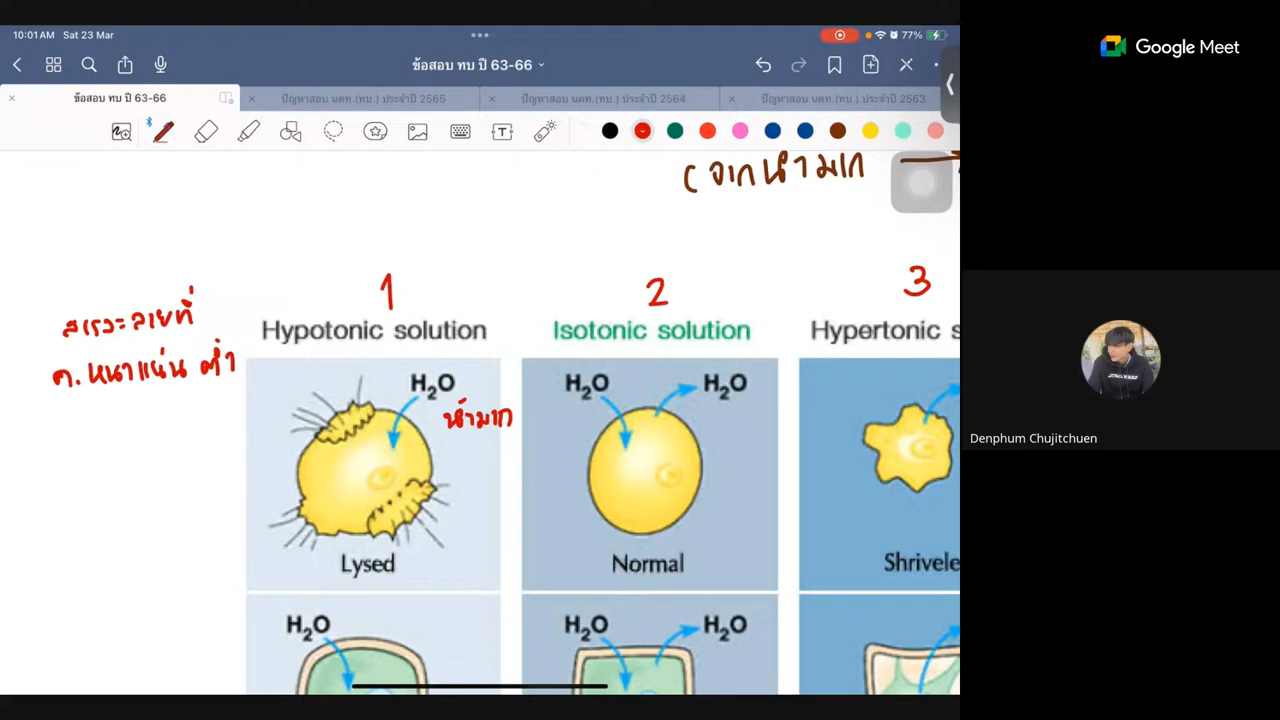 10:01AM Sat 23 Mar
77%
Google Meet
ข้อสอบ ทบ ปี 63-66
ข้อสอบ ทบ ปี 63-66
ปัญหาสอบ นดท.(ทบ.) ประจำปี 2565
ปัญหาสอบ นดท.(ทบ.) ประจำปี 2564
ปัญหาสอบ นดท.(ทบ.) ประจำปี 2563
(จากน้ำมาก
1
2
3
สารละลายที่
ค.หนาแน่น ต่ำ
Hypotonic solution
Isotonic solution
Hypertonic s
H₂O
น้ำมาก
H₂O
H₂O
Lysed
Normal
Shrivele
H₂O
H₂O
H₂O
Denphum Chujitchuen